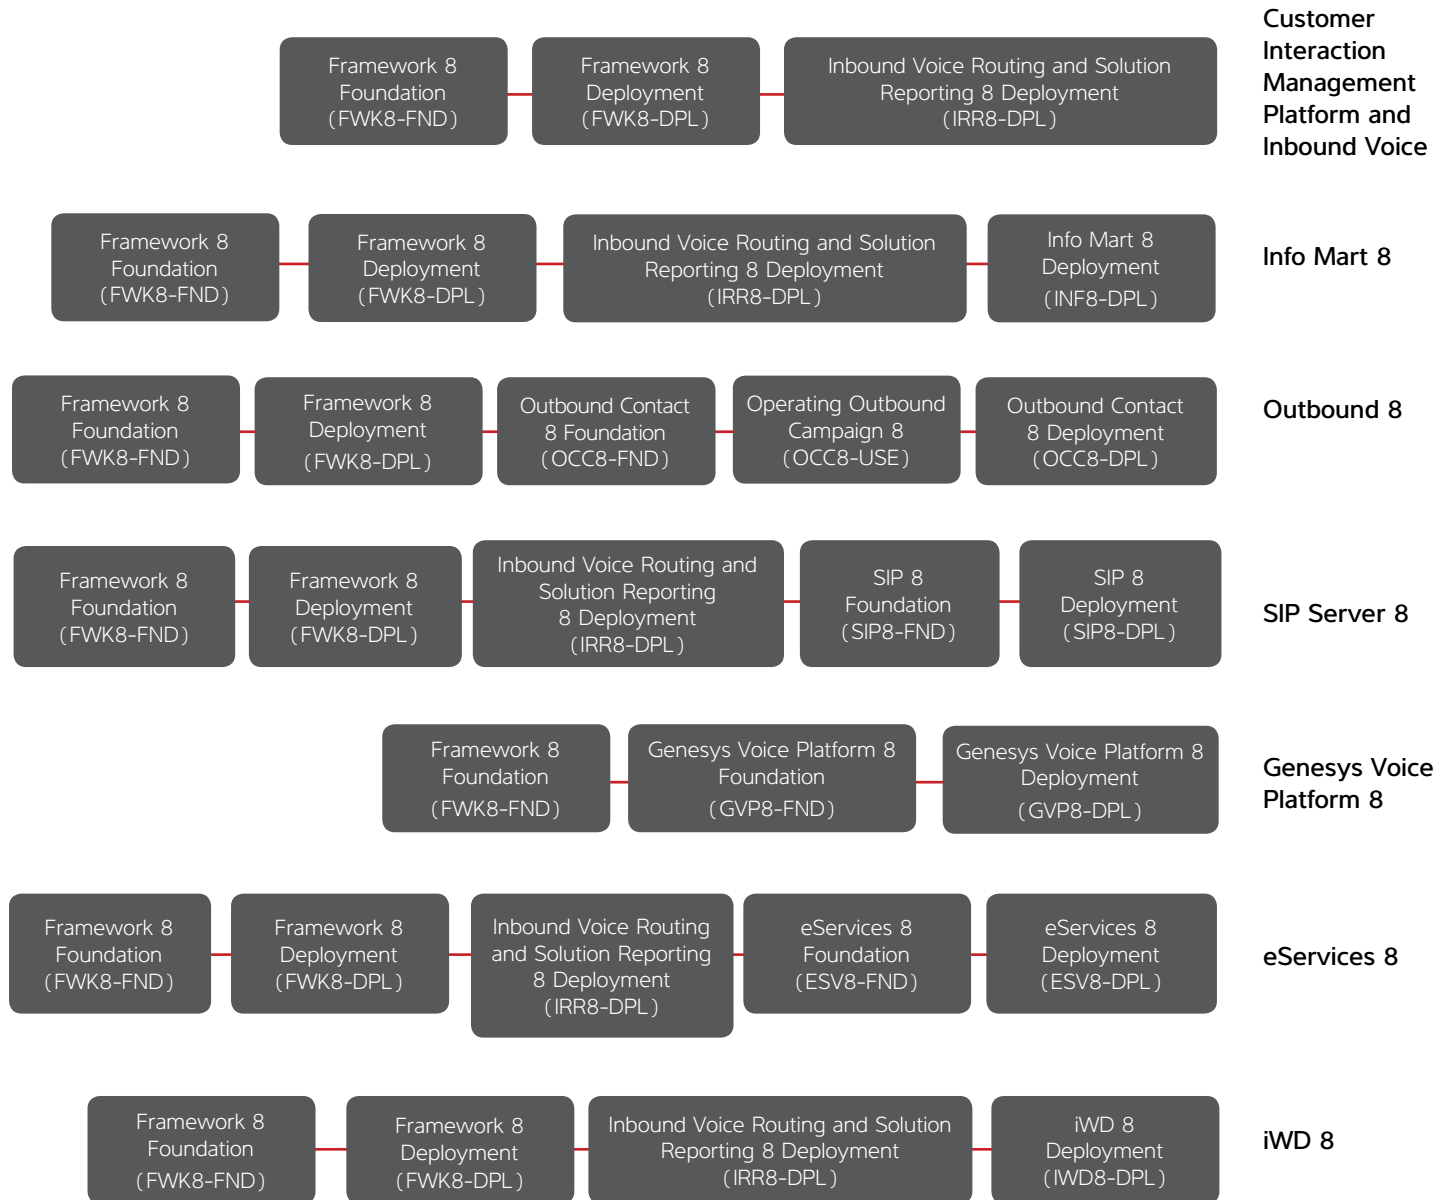 Framework 8
Foundation
(FWK8-FND)
Framework 8
Deployment
(FWK8-DPL)
Inbound Voice Routing and Solution
Reporting 8 Deployment
(IRR8-DPL)
Customer
Interaction
Management
Platform and
Inbound Voice
Framework 8
Foundation
(FWK8-FND)
Framework 8
Deployment
(FWK8-DPL)
Inbound Voice Routing and Solution
Reporting 8 Deployment
(IRR8-DPL)
Info Mart 8
Deployment
(INF8-DPL)
Info Mart 8
Framework 8
Foundation
(FWK8-FND)
Framework 8
Deployment
(FWK8-DPL)
Outbound Contact
8 Foundation
(OCC8-FND)
Operating Outbound
Campaign 8
(OCC8-USE)
Outbound Contact
8 Deployment
(OCC8-DPL)
Outbound 8
Framework 8
Foundation
(FWK8-FND)
Framework 8
Deployment
(FWK8-DPL)
Inbound Voice Routing and
Solution Reporting
8 Deployment
(IRR8-DPL)
SIP 8
Foundation
(SIP8-FND)
SIP 8
Deployment
(SIP8-DPL)
SIP Server 8
Framework 8
Foundation
(FWK8-FND)
Genesys Voice Platform 8
Foundation
(GVP8-FND)
Genesys Voice Platform 8
Deployment
(GVP8-DPL)
Genesys Voice
Platform 8
Framework 8
Foundation
(FWK8-FND)
Framework 8
Deployment
(FWK8-DPL)
Inbound Voice Routing
and Solution Reporting
8 Deployment
(IRR8-DPL)
eServices 8
Foundation
(ESV8-FND)
eServices 8
Deployment
(ESV8-DPL)
eServices 8
Framework 8
Foundation
(FWK8-FND)
Framework 8
Deployment
(FWK8-DPL)
Inbound Voice Routing and Solution
Reporting 8 Deployment
(IRR8-DPL)
iWD 8
Deployment
(IWD8-DPL)
iWD 8